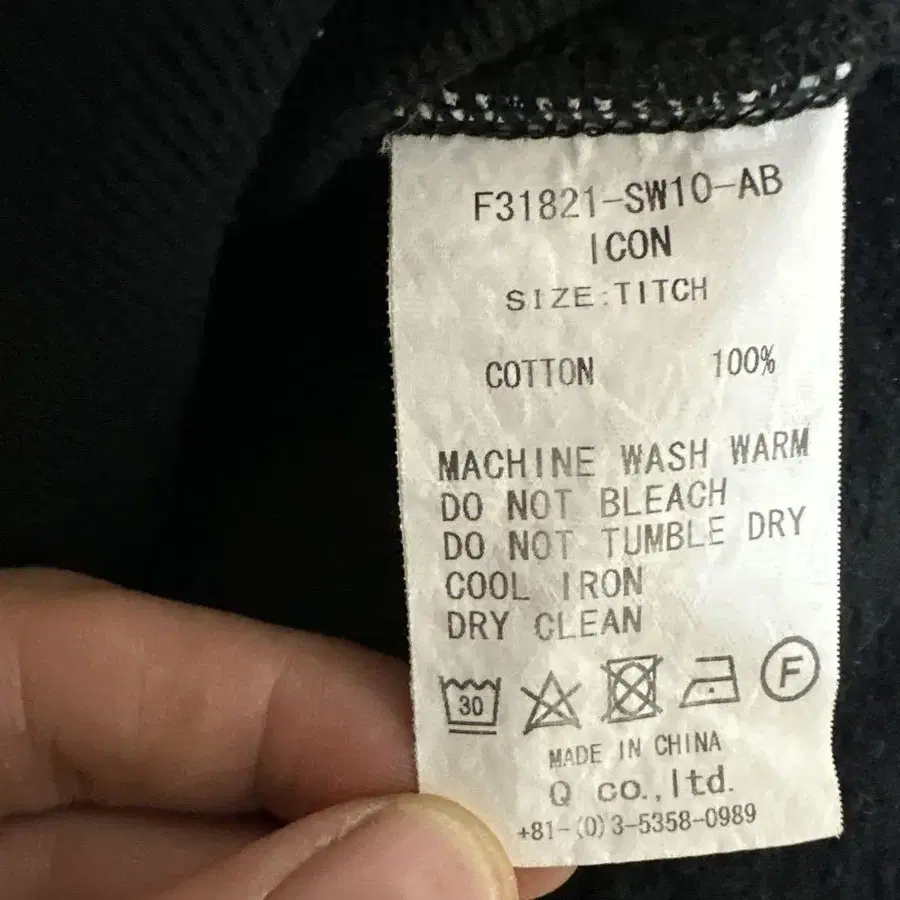 F31821-SW10-AB
ICON
SIZE:TITCH
COTTON 100%
MACHINE WASH WARM
DO NOT BLEACH
DO NOT TUMBLE DRY
COOL IRON
DRY CLEAN
30 F
MADE IN CHINA
Q co.,ltd.
+81-(0)3-5358-0989